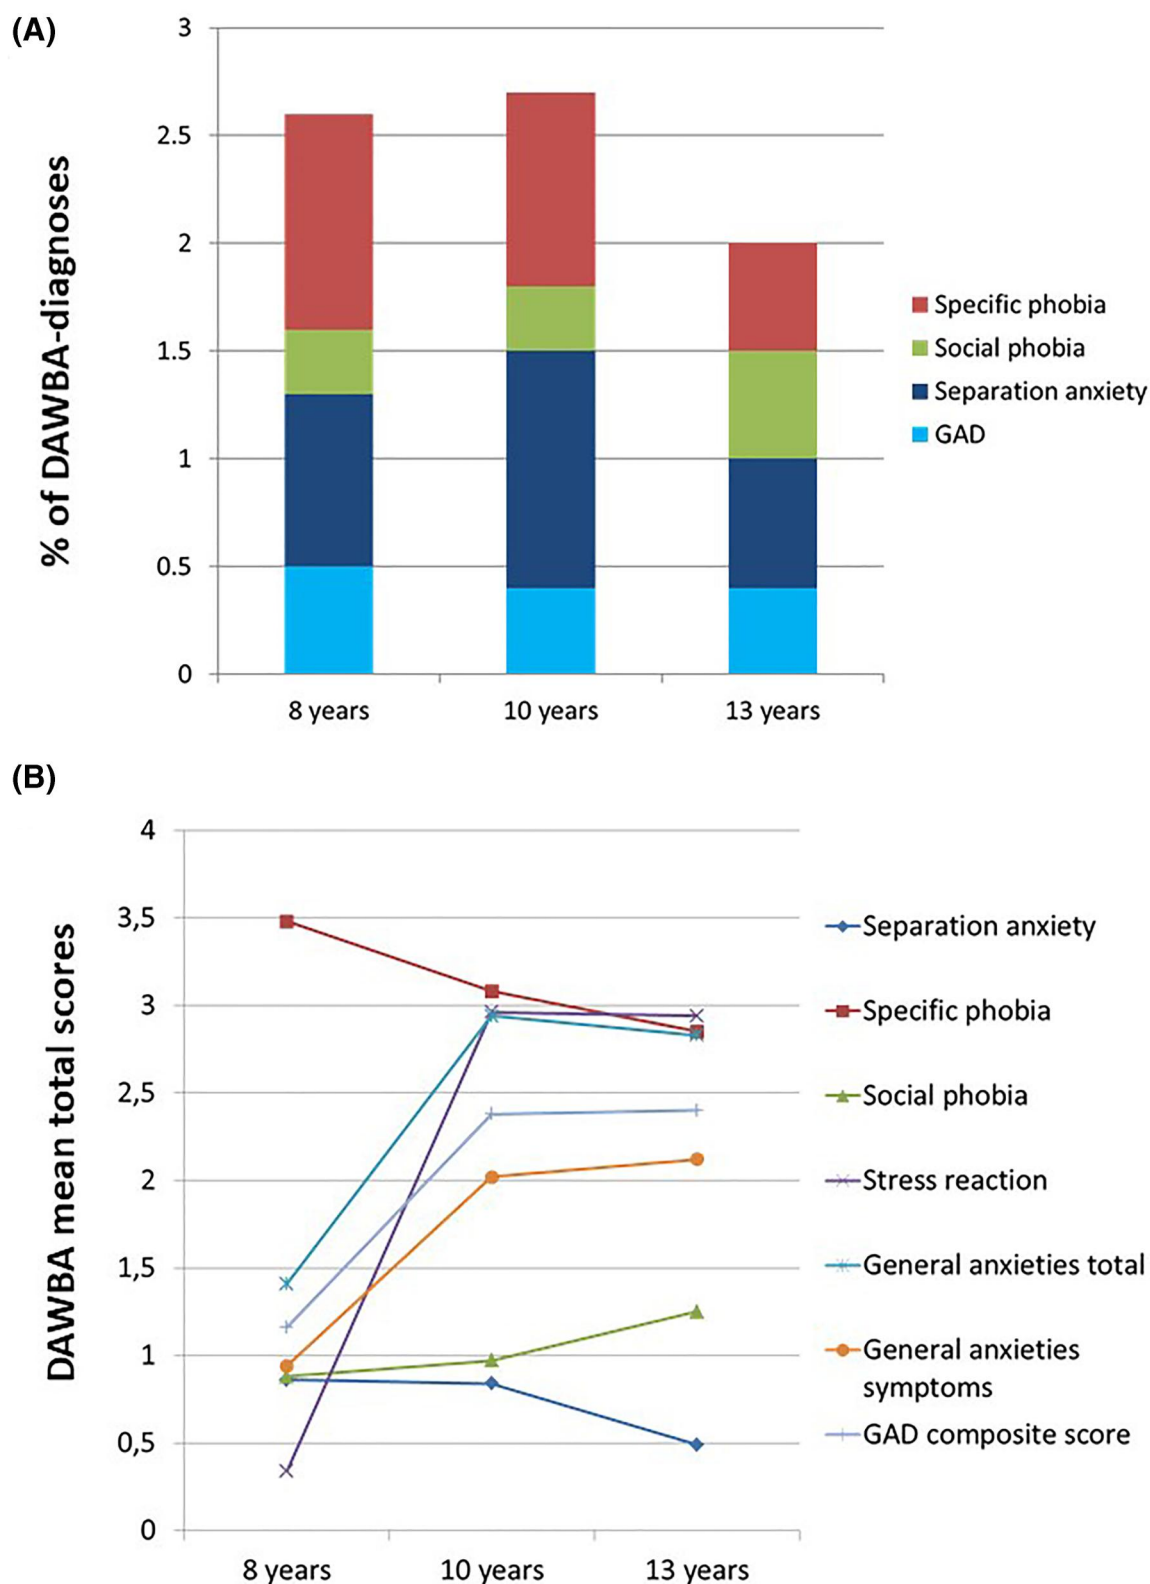 (A)
% of DAWBA-diagnoses
3
2.5
2
1.5
1
0.5
0
8 years
10 years
13 years
Specific phobia
Social phobia
Separation anxiety
GAD
(B)
DAWBA mean total scores
4
3,5
3
2,5
2
1,5
1
0,5
0
8 years
10 years
13 years
Separation anxiety
Specific phobia
Social phobia
Stress reaction
General anxieties total
General anxieties
symptoms
GAD composite score